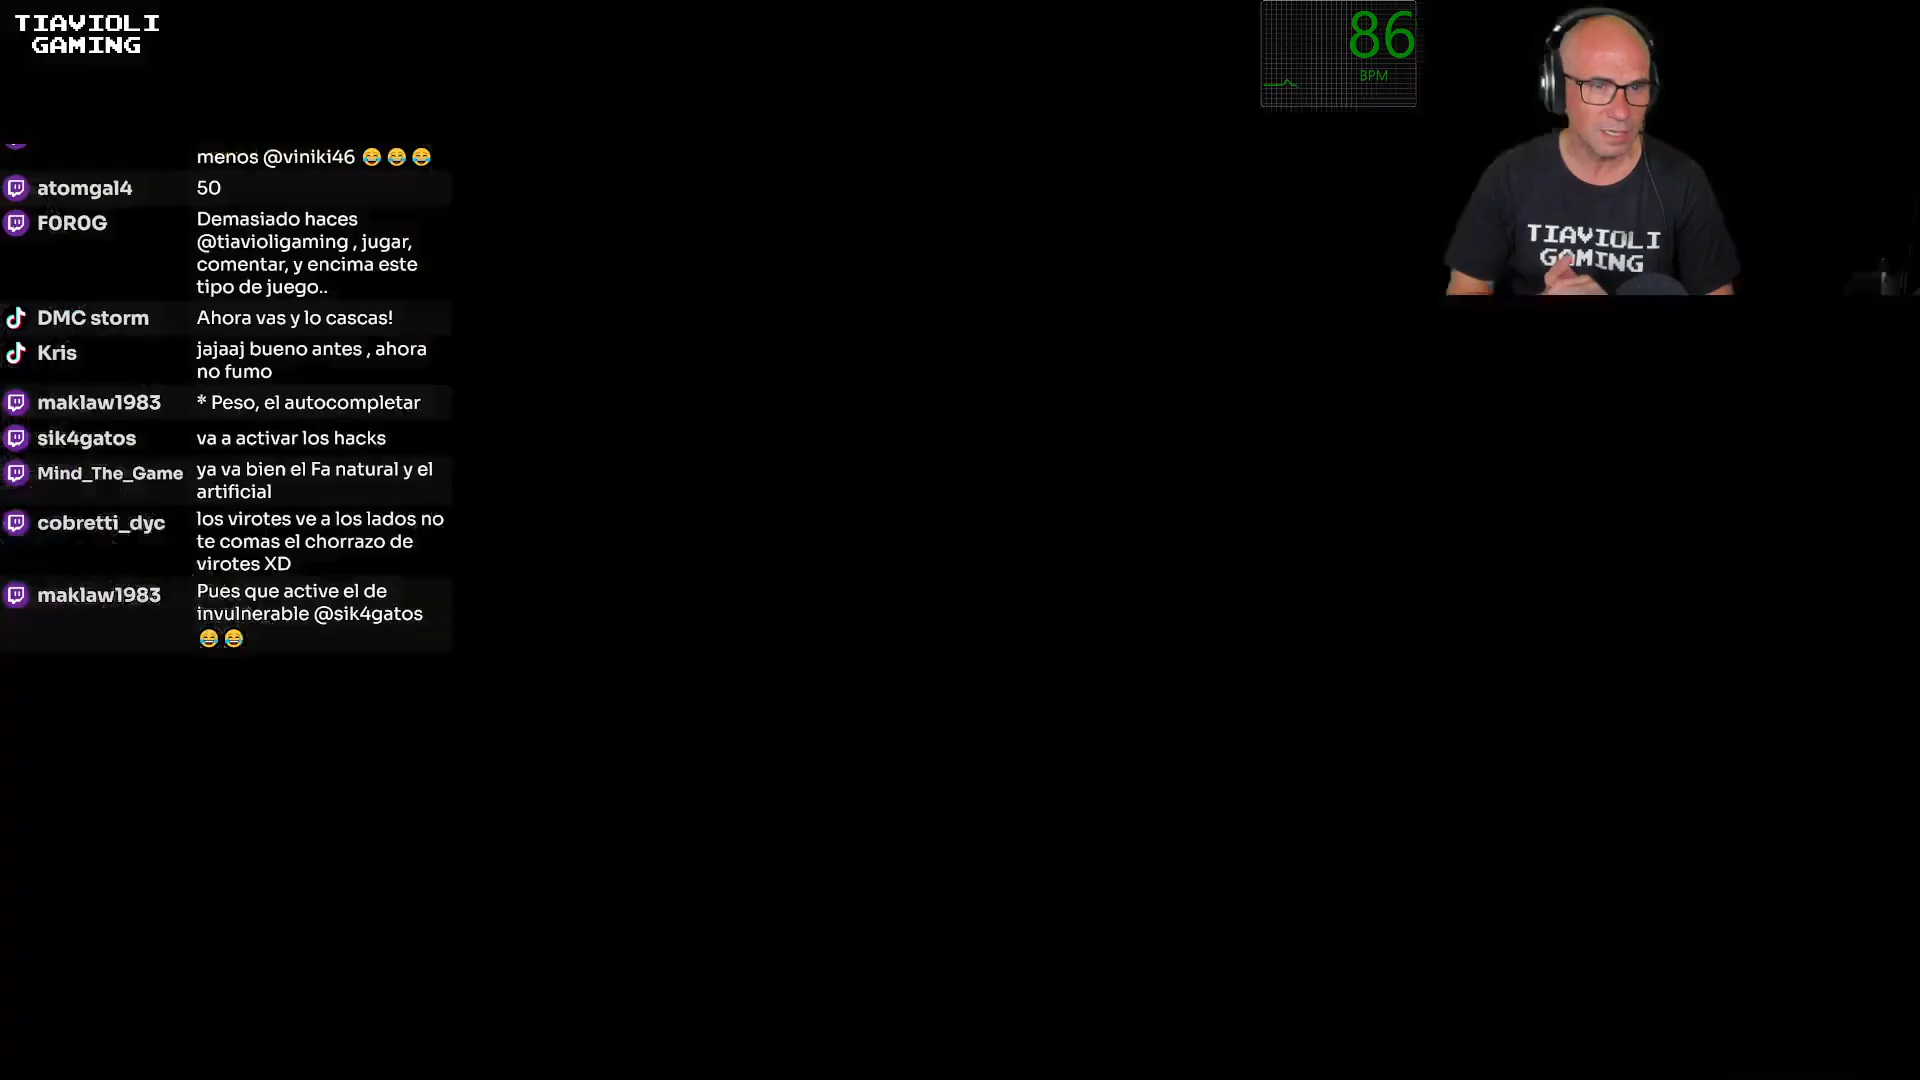 TIAVIOLI
GAMING
86
BPM
menos @viniki46 😂 😂 😂
atomgal4 50
FOROG Demasiado haces
@tiavioligaming , jugar,
comentar, y encima este
tipo de juego..
DMC storm Ahora vas y lo cascas!
Kris jajaaj bueno antes , ahora
no fumo
maklaw1983 * Peso, el autocompletar
sik4gatos va a activar los hacks
Mind_The_Game ya va bien el Fa natural y el
artificial
cobretti_dyc los virotes ve a los lados no
te comas el chorrazo de
virotes XD
maklaw1983 Pues que active el de
invulnerable @sik4gatos
😂 😂
TIAVIOLI
GAMING